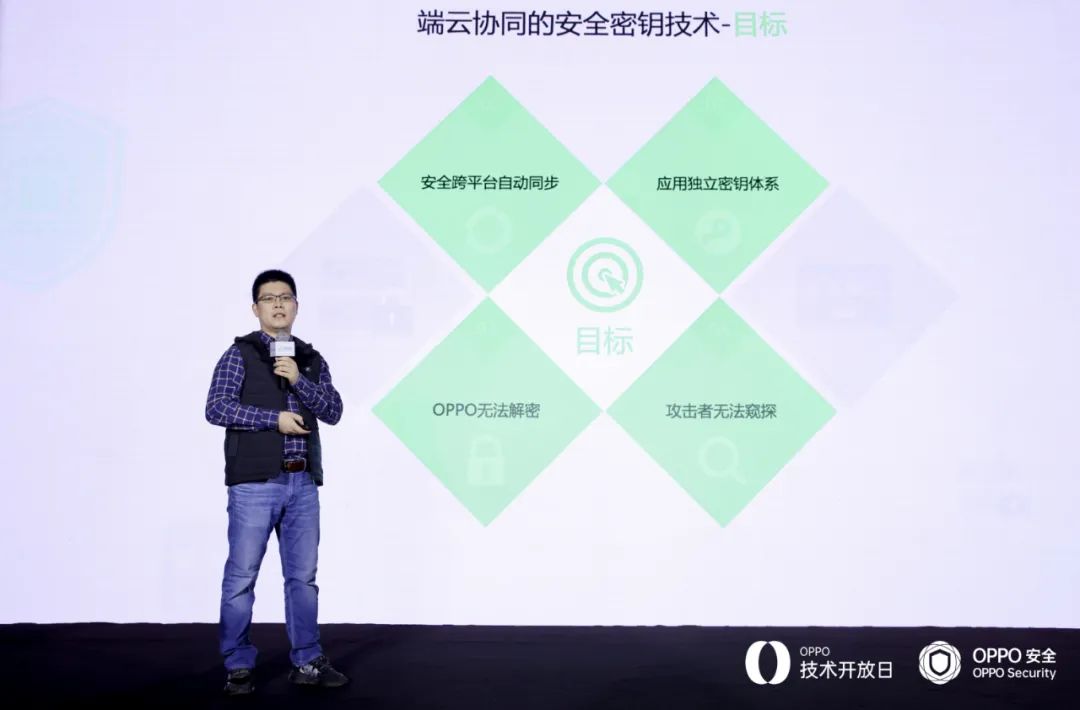 端云协同的安全密钥技术-目标
安全跨平台自动同步
应用独立密钥体系
目标
OPPO无法解密
攻击者无法窥探
OPPO
技术开放日
OPPO 安全
OPPO Security